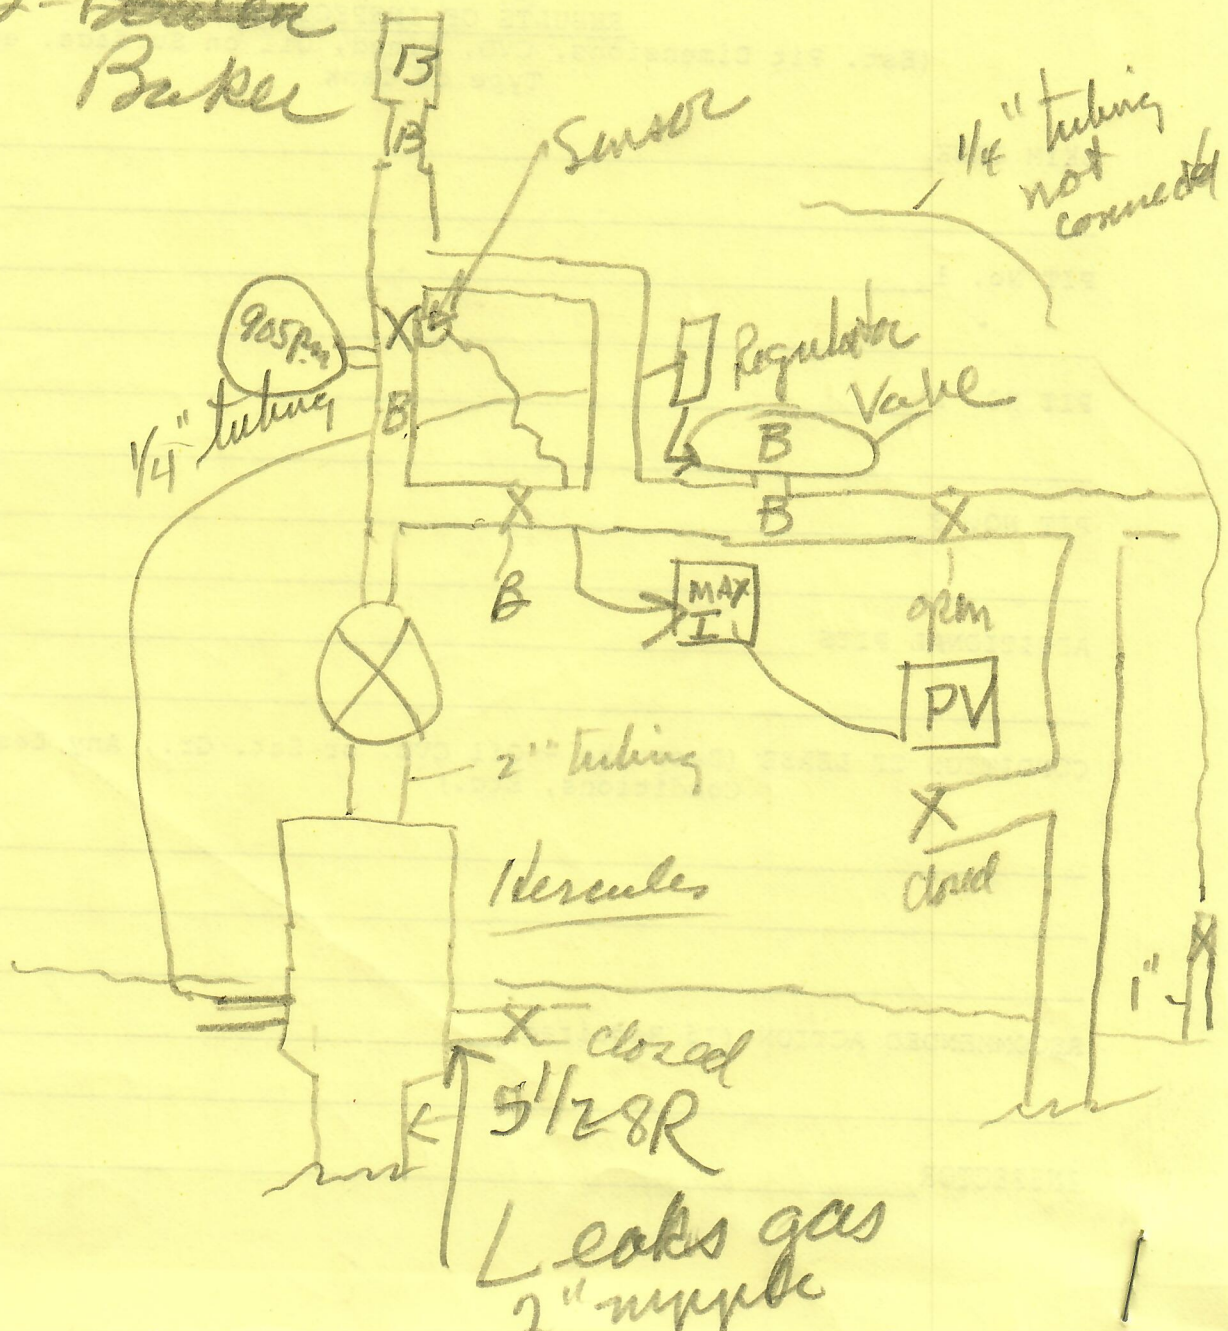 Baker
B
B
Sensor
1/4" tubing
not
connected
905 P.m
X
B
1/4" tubing
Regulator
Valve
B
B
X
X
B
MAX
I
open
PV
2" tubing
X
closed
Hercules
X
1"
X closed
5 1/2 8R
Leaks gas
2" nipple